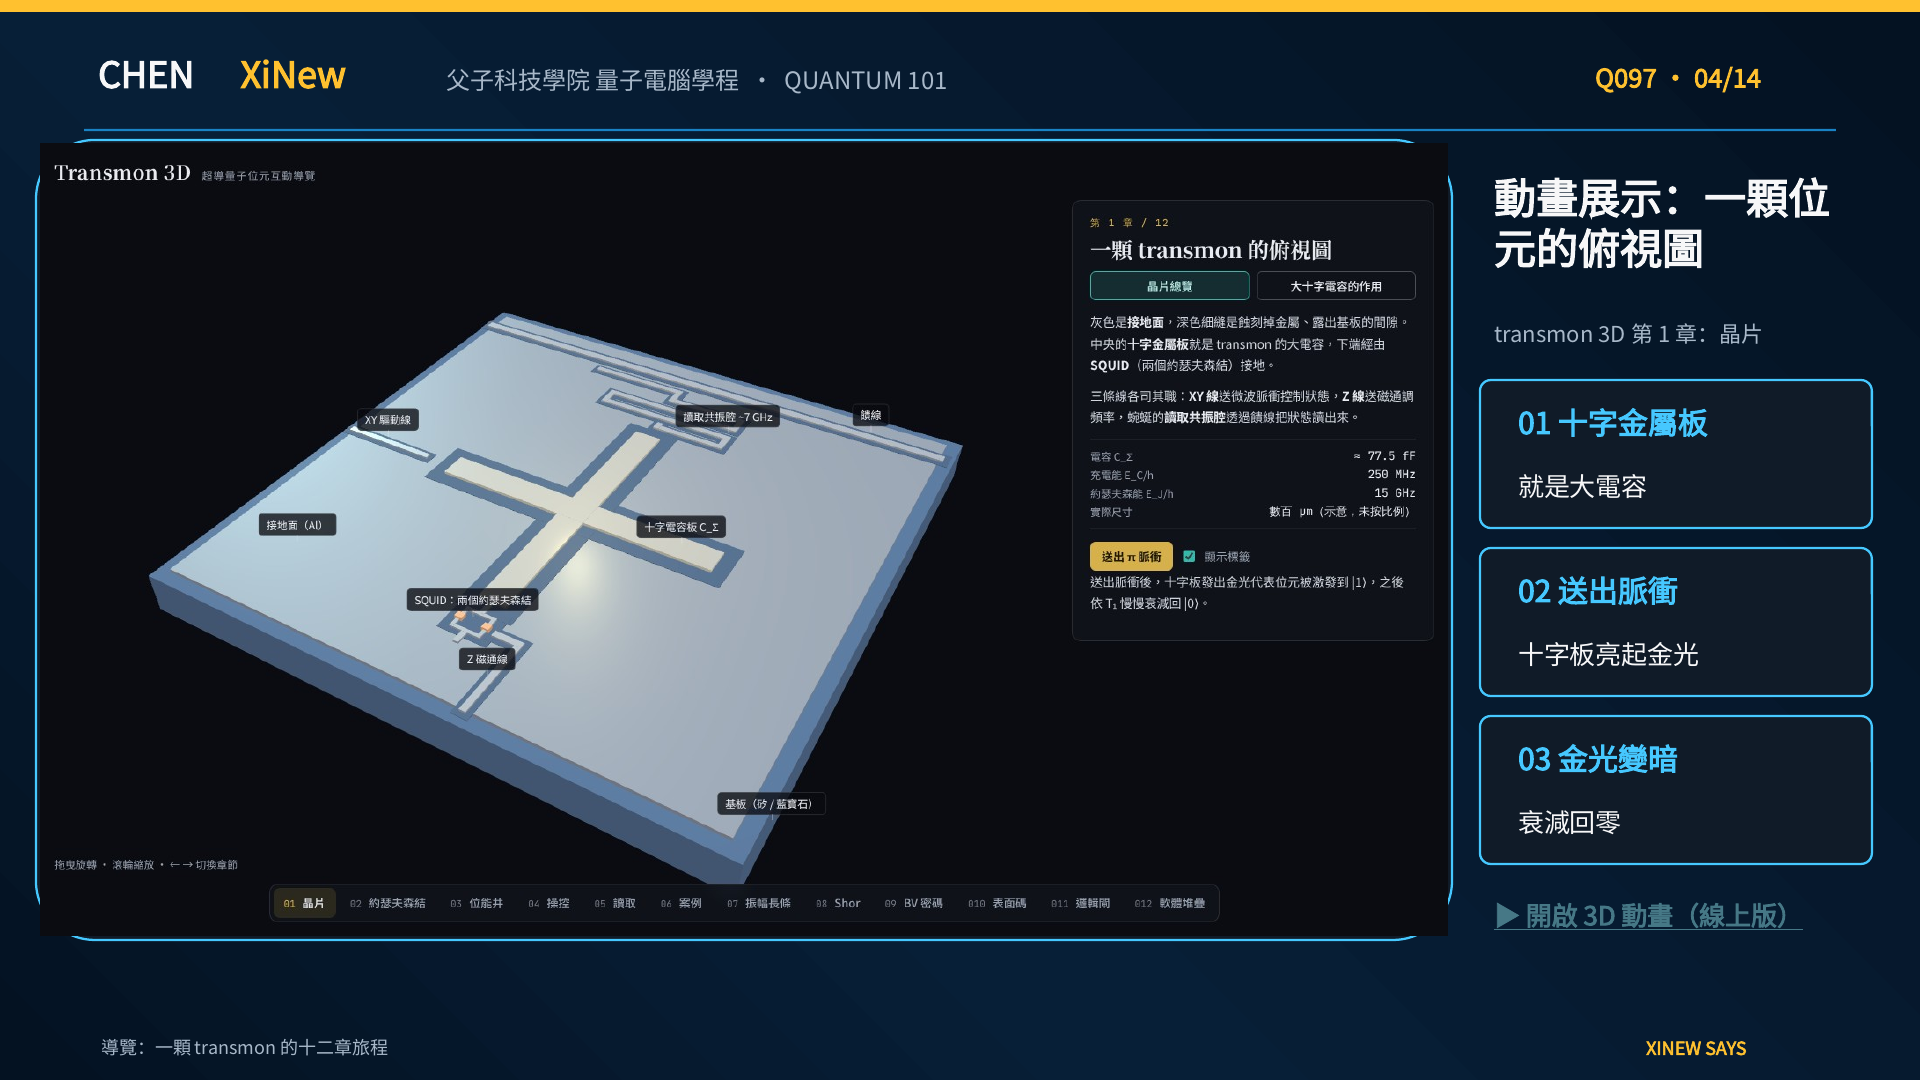 CHEN XiNew 父子科技學院 量子電腦學程 · QUANTUM 101
Q097 · 04/14
Transmon 3D 超導量子位元互動導覽
XY 驅動線
讀取共振腔 ~7 GHz
饋線
接地面（Al）
十字電容板 C_Σ
SQUID：兩個約瑟夫森結
Z 磁通線
基板（矽 / 藍寶石）
拖曳旋轉 · 滾輪縮放 · ←→ 切換章節
第 1 章 / 12
一顆 transmon 的俯視圖
晶片總覽
大十字電容的作用
灰色是接地面，深色細縫是蝕刻掉金屬、露出基板的間隙。
中央的十字金屬板就是 transmon 的大電容，下端經由
SQUID（兩個約瑟夫森結）接地。
三條線各司其職：XY 線送微波脈衝控制狀態，Z 線送磁通調
頻率，蜿蜒的讀取共振腔透過饋線把狀態讀出來。
電容 C_Σ ≈ 77.5 fF
充電能 E_C/h 250 MHz
約瑟夫森能 E_J/h 15 GHz
實際尺寸 數百 μm（示意，未按比例）
送出 π 脈衝 顯示標籤
送出脈衝後，十字板發出金光代表位元被激發到 |1⟩，之後
依 T₁ 慢慢衰減回 |0⟩。
01 晶片 02 約瑟夫森結 03 位能井 04 操控 05 讀取 06 案例 07 振幅長條 08 Shor 09 BV 密碼 010 表面碼 011 邏輯閘 012 軟體堆疊
動畫展示：一顆位
元的俯視圖
transmon 3D 第 1 章：晶片
01 十字金屬板
就是大電容
02 送出脈衝
十字板亮起金光
03 金光變暗
衰減回零
▶ 開啟 3D 動畫（線上版）
導覽：一顆 transmon 的十二章旅程
XINEW SAYS